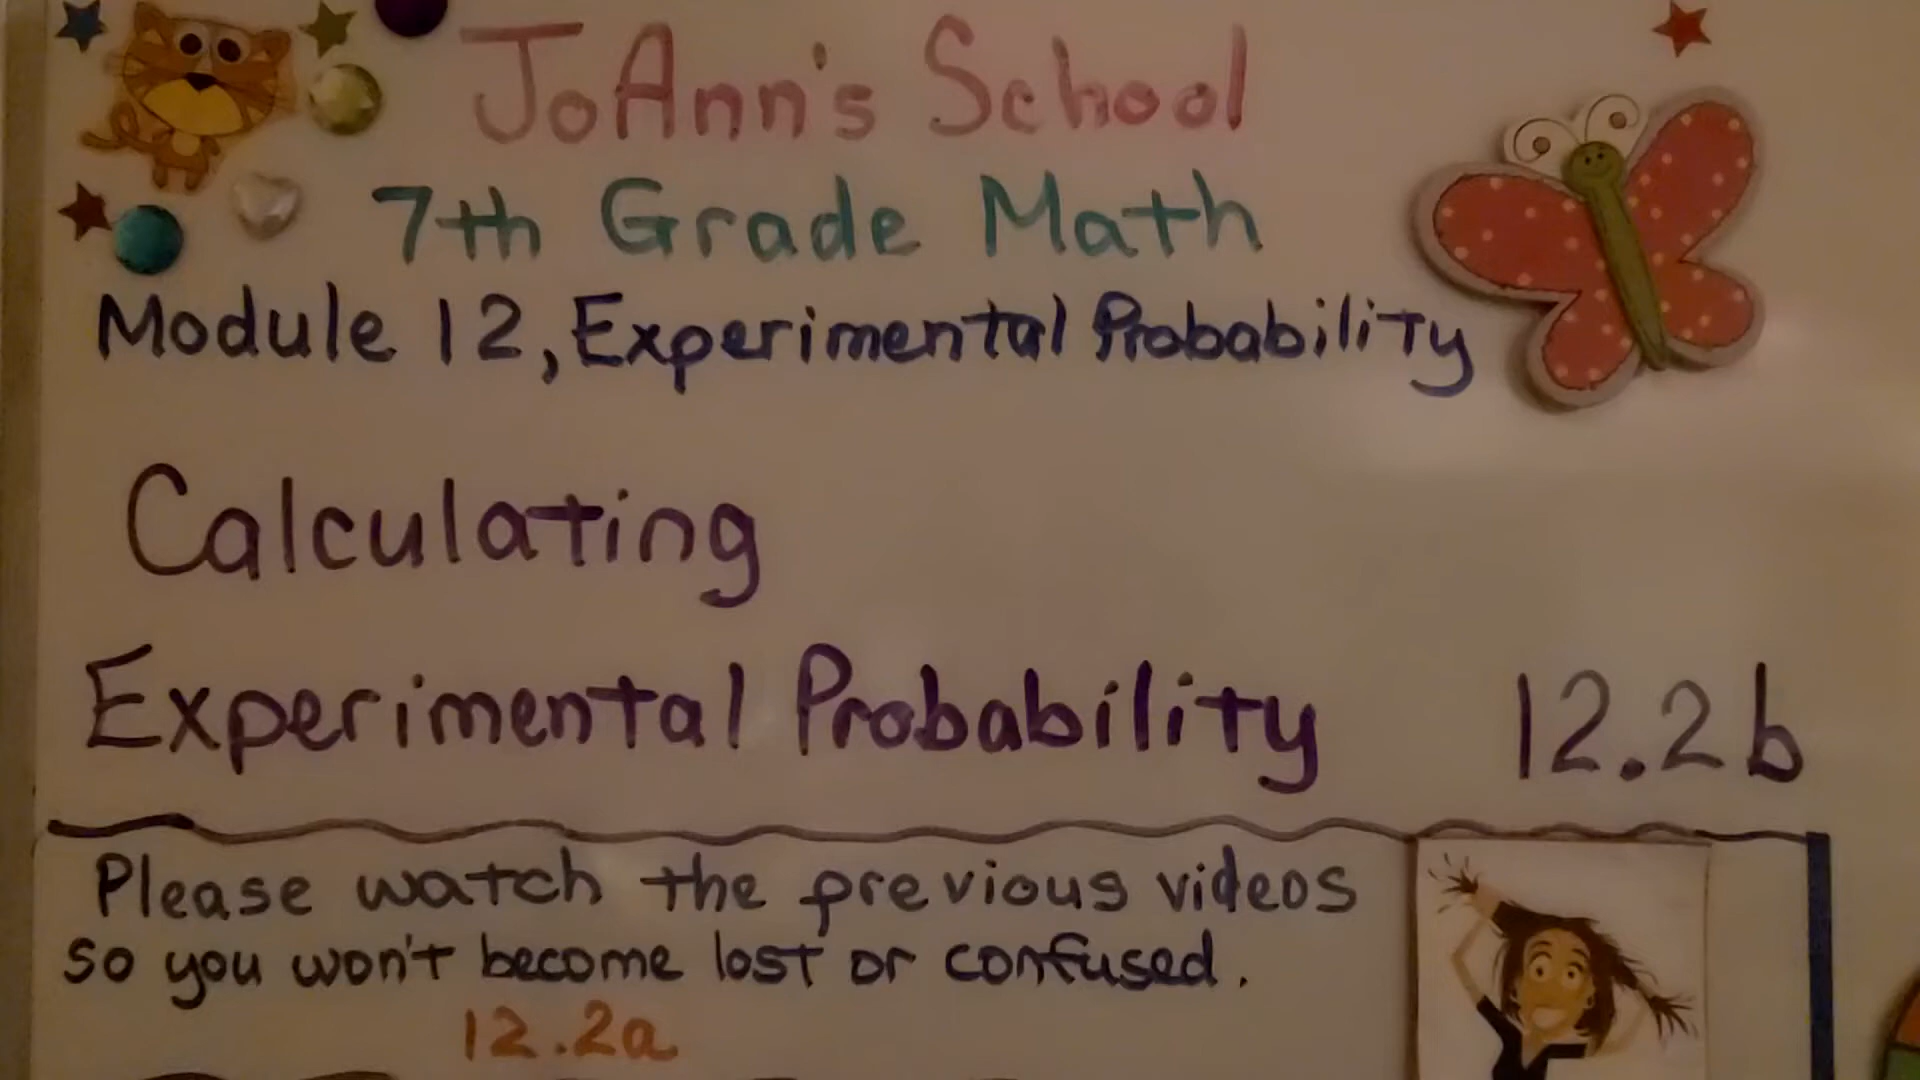 JoAnn's School
7th Grade Math
Module 12, Experimental Probability
Calculating
Experimental Probability 12.2b
Please watch the previous videos
so you won't become lost or confused.
12.2a